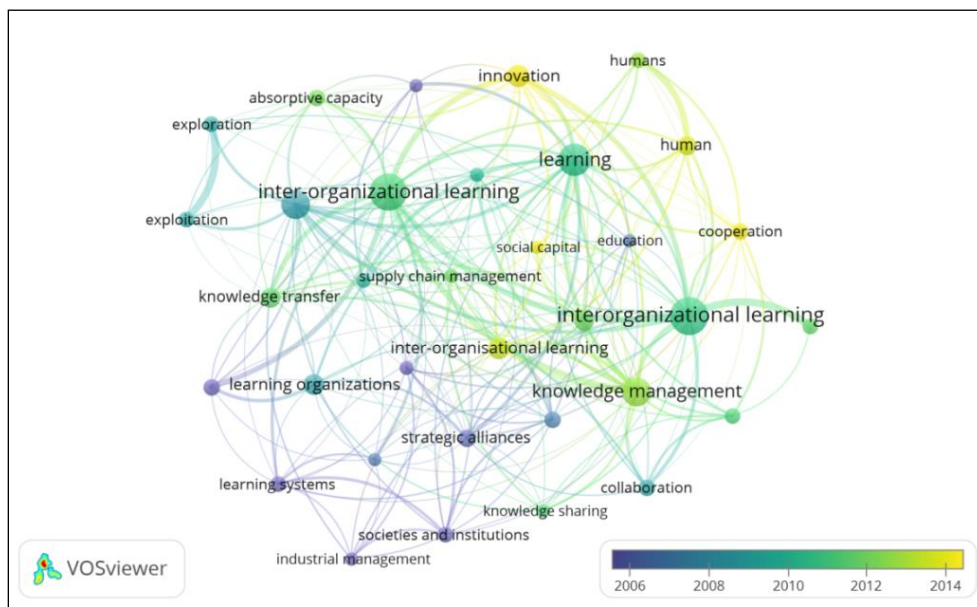 humans
innovation
absorptive capacity
exploration
human
learning
inter-organizational learning
exploitation
cooperation
education
social capital
supply chain management
knowledge transfer
interorganizational learning
inter-organisational learning
learning organizations
knowledge management
strategic alliances
learning systems
collaboration
knowledge sharing
societies and institutions
industrial management
VOSviewer
2006 2008 2010 2012 2014